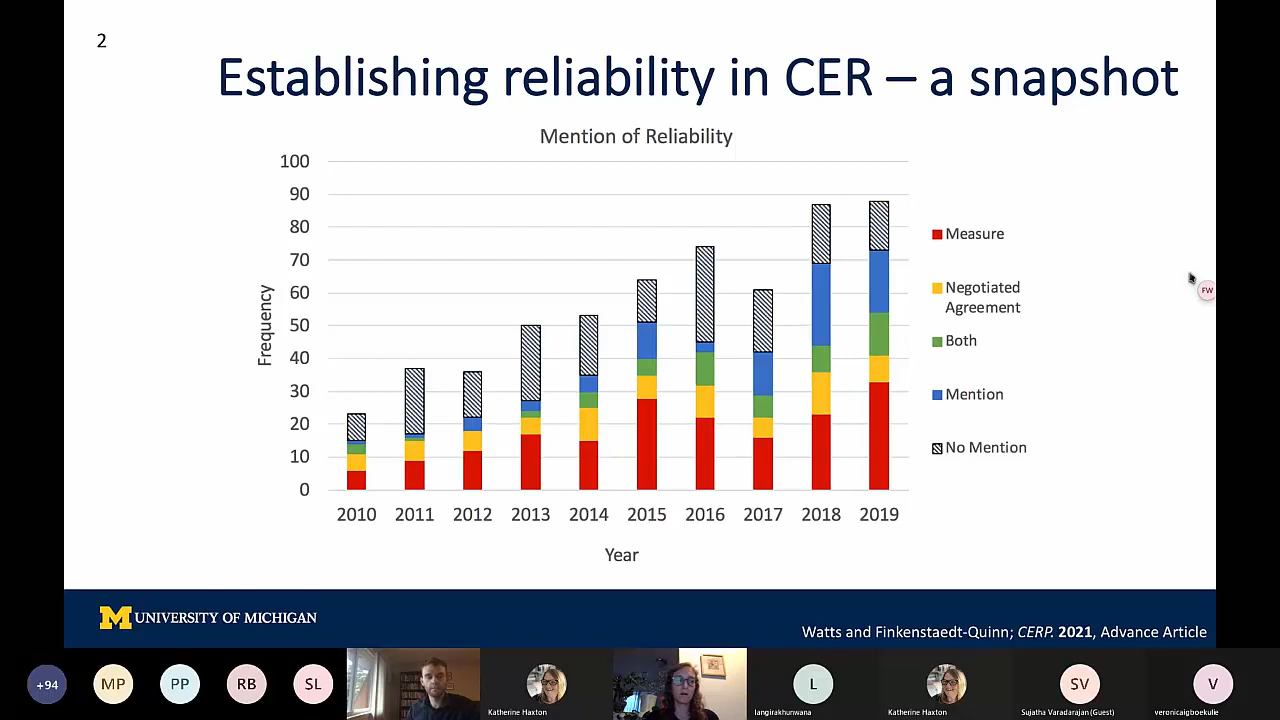 2
Establishing reliability in CER – a snapshot
Mention of Reliability
100
90
80
70
60
50
40
30
20
10
0
Frequency
2010 2011 2012 2013 2014 2015 2016 2017 2018 2019
Year
Measure
Negotiated
Agreement
Both
Mention
No Mention
FW
M UNIVERSITY OF MICHIGAN
Watts and Finkenstaedt-Quinn; CERP. 2021, Advance Article
+94 MP PP RB SL L SV V
Katherine Haxton langirakhunwana Katherine Haxton Sujatha Varadarajan (Guest) veronicaigboekulie